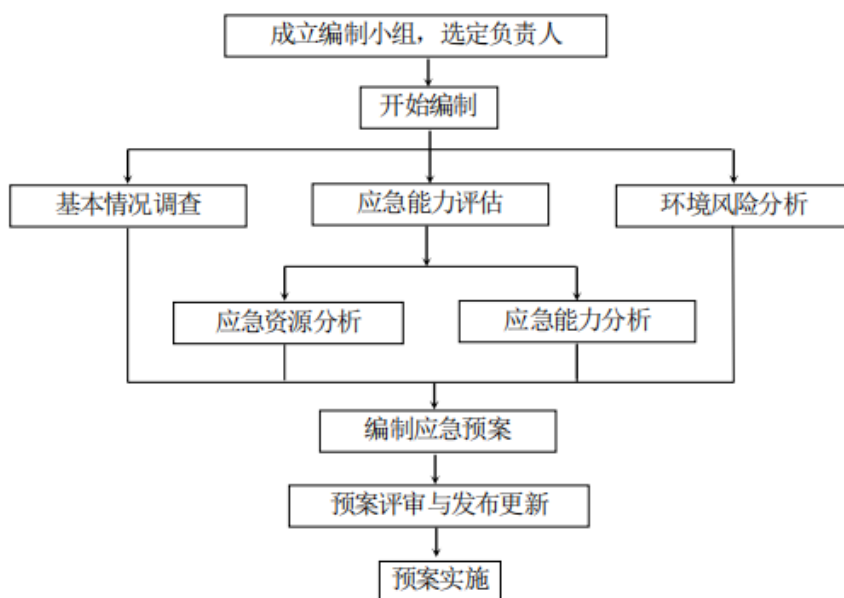 成立编制小组，选定负责人
开始编制
基本情况调查
应急能力评估
环境风险分析
应急资源分析
应急能力分析
编制应急预案
预案评审与发布更新
预案实施